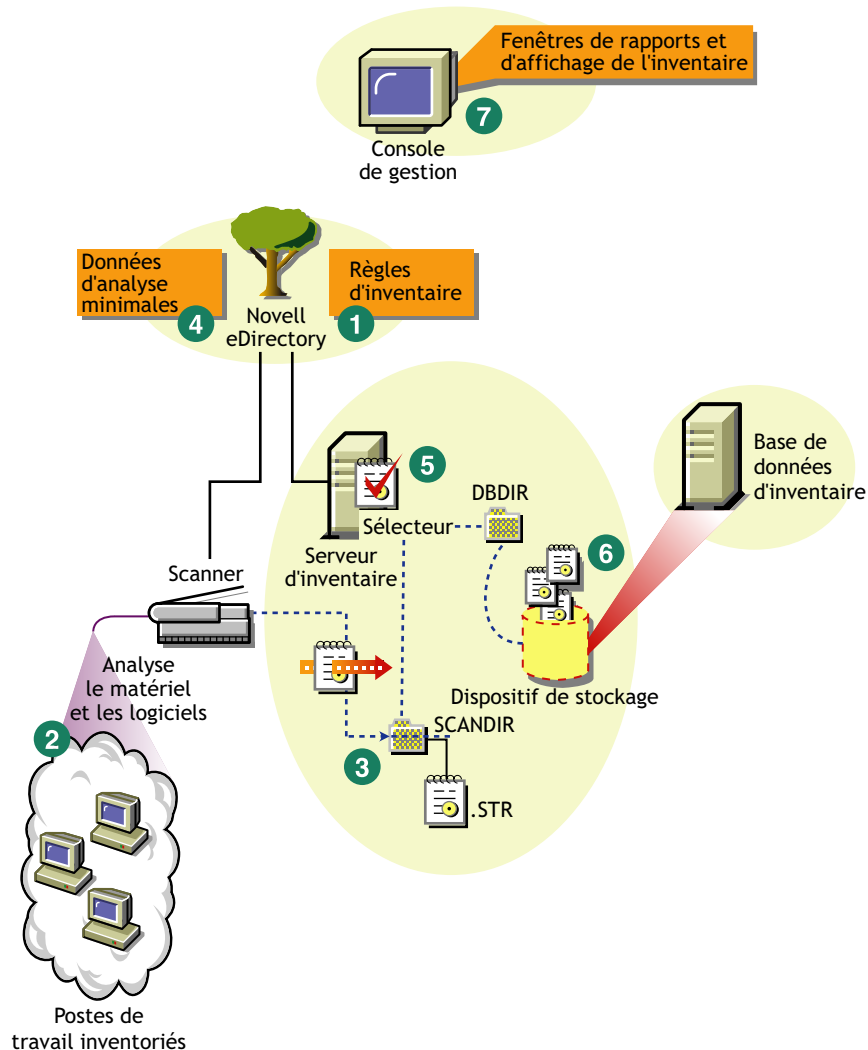 Fenêtres de rapports et
d'affichage de l'inventaire
7
Console
de gestion
Données
d'analyse
minimales
4
Novell
eDirectory
Règles
d'inventaire
1
5
Sélecteur
Serveur
d'inventaire
DBDIR
Base de
données
d'inventaire
6
Scanner
Dispositif de stockage
Analyse
le matériel
et les logiciels
SCANDIR
2
3
.STR
Postes de
travail inventoriés